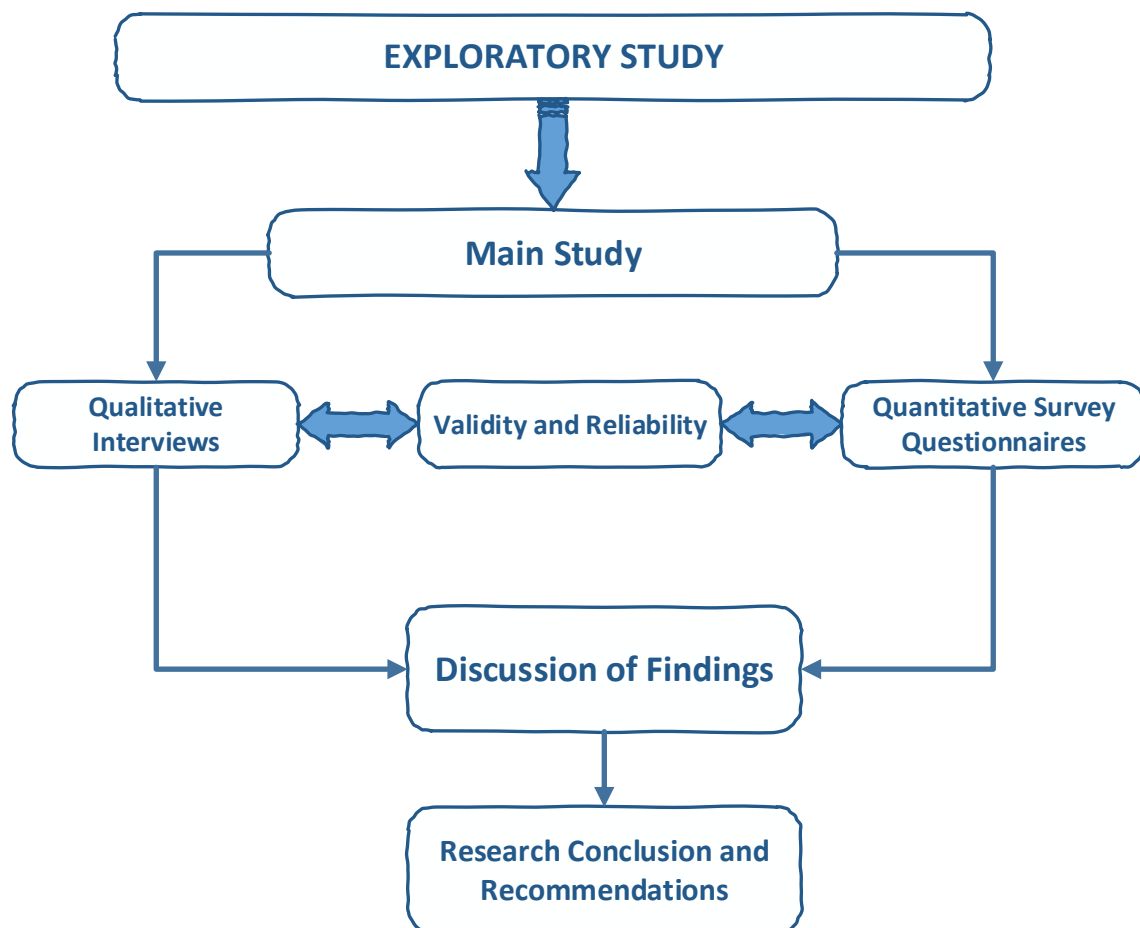 EXPLORATORY STUDY
Main Study
Qualitative
Interviews
Validity and Reliability
Quantitative Survey
Questionnaires
Discussion of Findings
Research Conclusion and
Recommendations